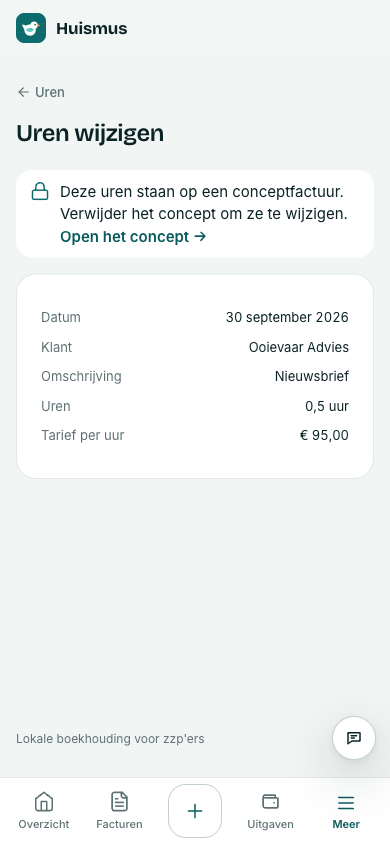 Huismus
← Uren
Uren wijzigen
Deze uren staan op een conceptfactuur.
Verwijder het concept om ze te wijzigen.
Open het concept →
Datum 30 september 2026
Klant Ooievaar Advies
Omschrijving Nieuwsbrief
Uren 0,5 uur
Tarief per uur € 95,00
Lokale boekhouding voor zzp'ers
Overzicht Facturen + Uitgaven Meer